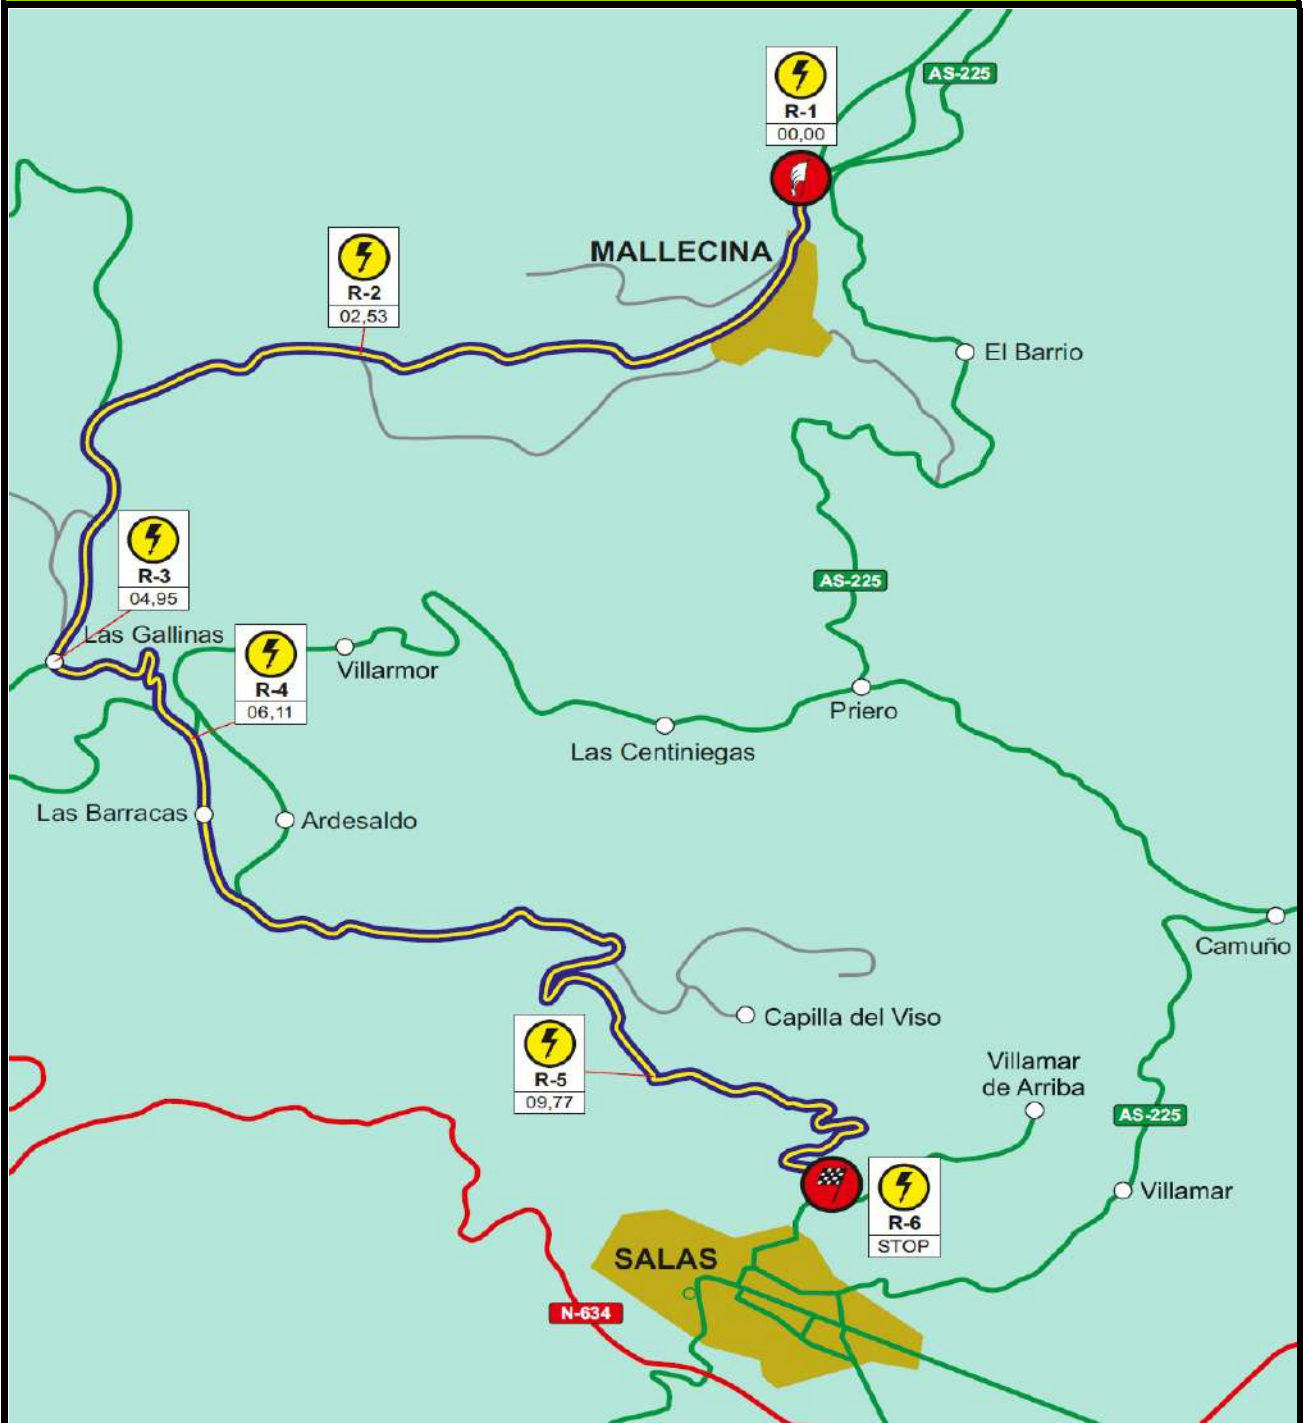 AS-225
R-1
00,00
MALLECINA
R-2
02,53
El Barrio
R-3
04,95
AS-225
Las Gallinas
R-4
06,11
Villarmor
Priero
Las Centiniegas
Las Barracas
Ardesaldo
Camuño
Capilla del Viso
R-5
09,77
Villamar
de Arriba
AS-225
Villamar
R-6
STOP
SALAS
N-634